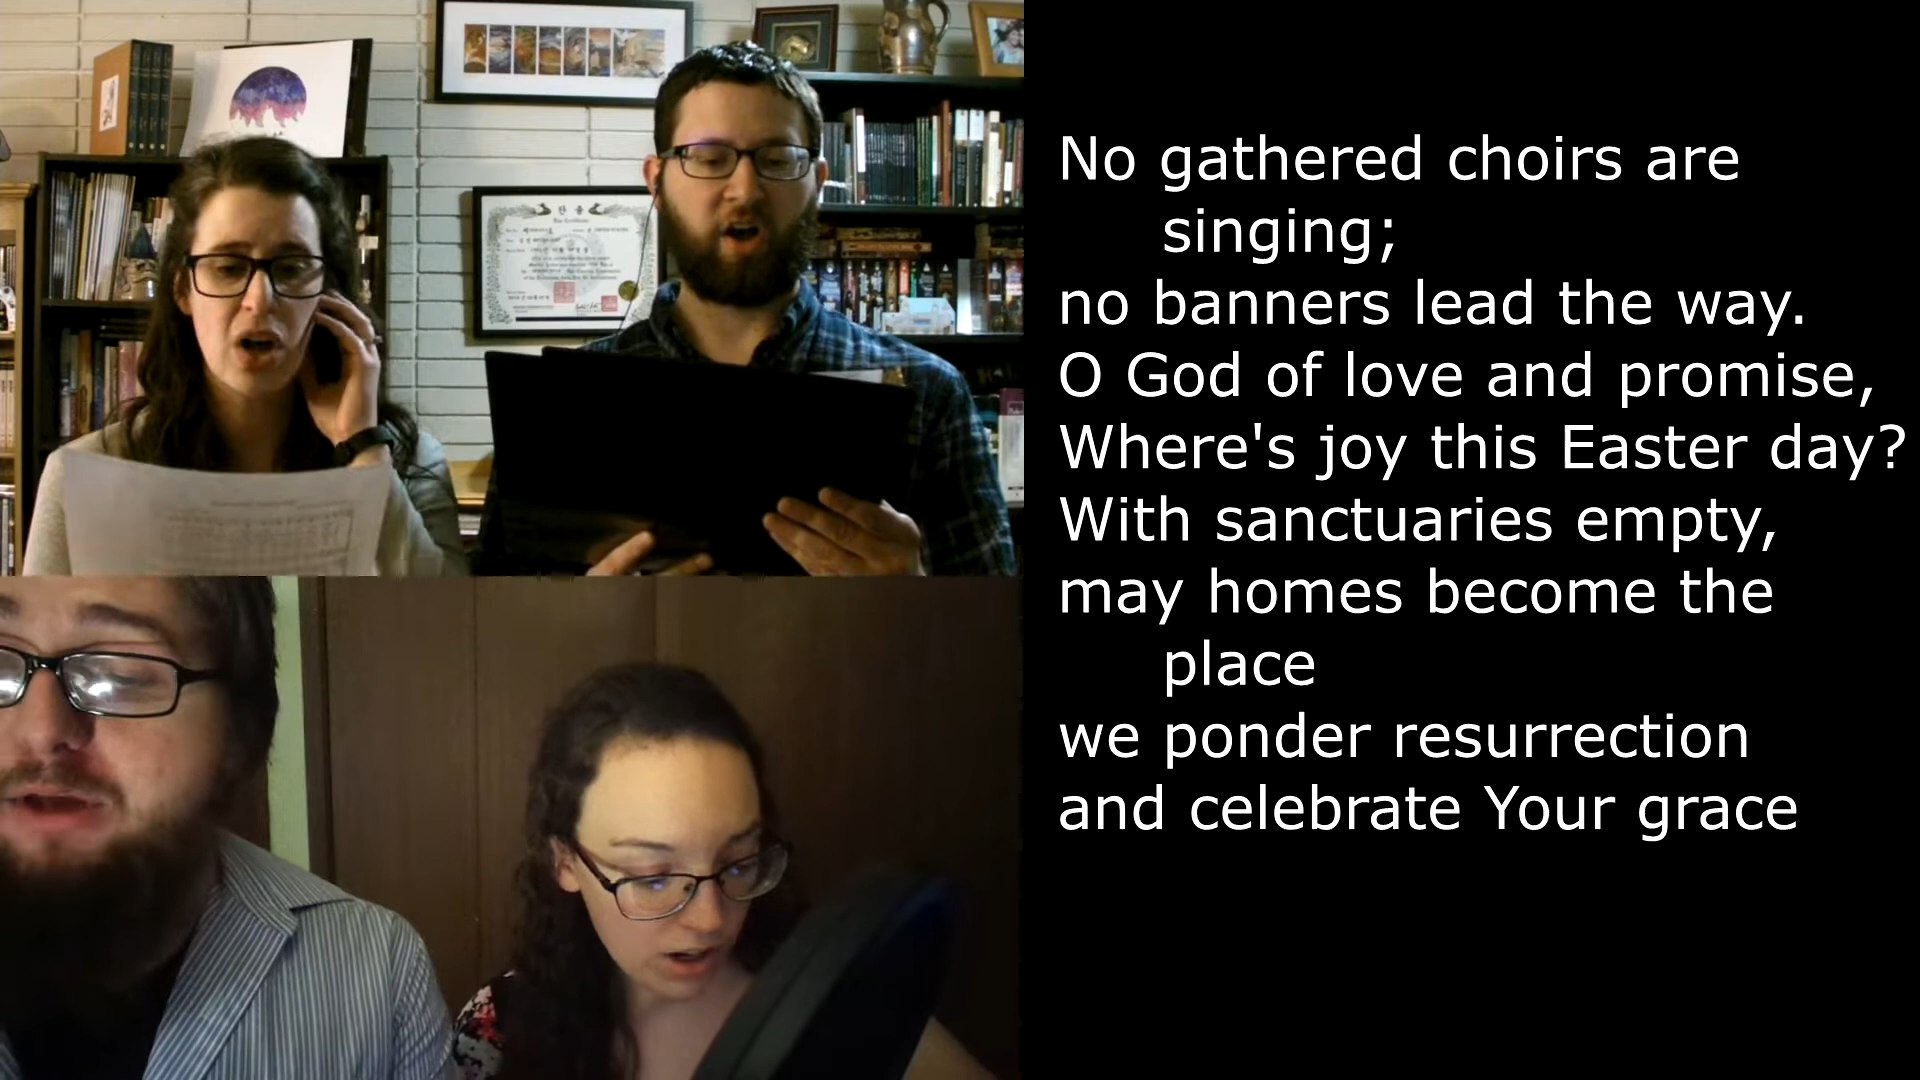 No gathered choirs are
singing;
no banners lead the way.
O God of love and promise,
Where's joy this Easter day?
With sanctuaries empty,
may homes become the
place
we ponder resurrection
and celebrate Your grace